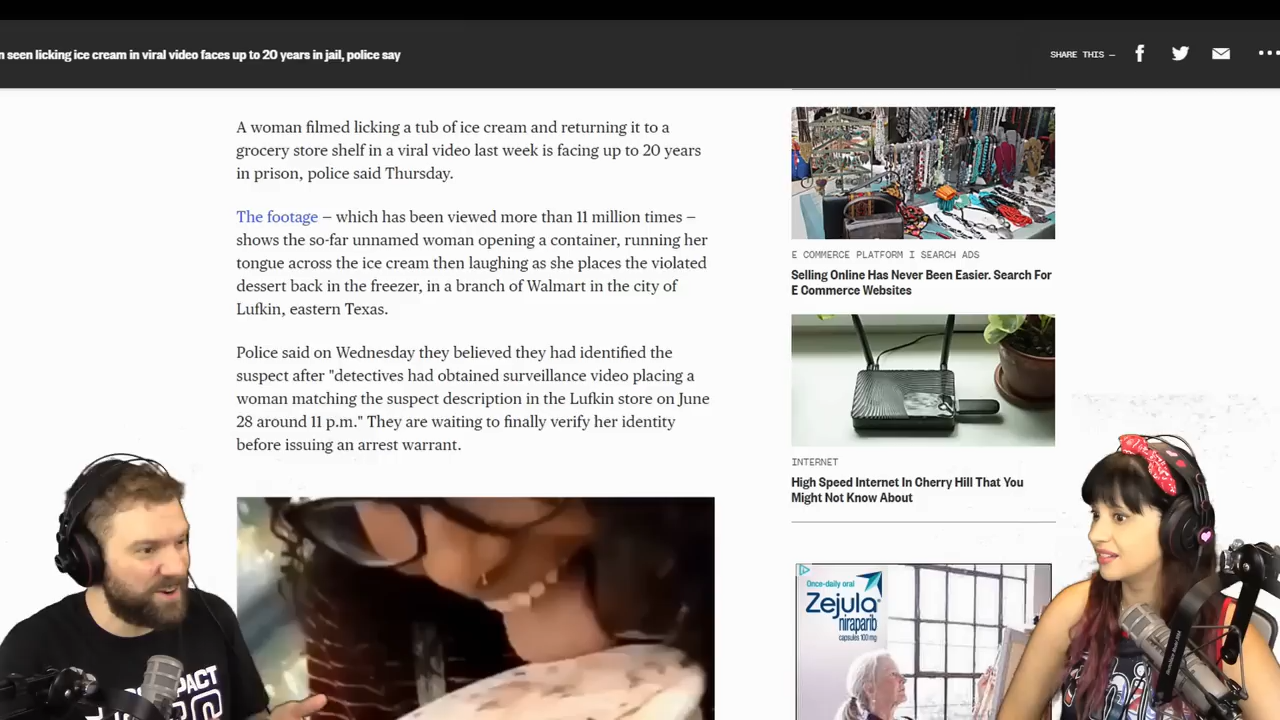 n seen licking ice cream in viral video faces up to 20 years in jail, police say
SHARE THIS —
A woman filmed licking a tub of ice cream and returning it to a
grocery store shelf in a viral video last week is facing up to 20 years
in prison, police said Thursday.
The footage — which has been viewed more than 11 million times —
shows the so-far unnamed woman opening a container, running her
tongue across the ice cream then laughing as she places the violated
dessert back in the freezer, in a branch of Walmart in the city of
Lufkin, eastern Texas.
Police said on Wednesday they believed they had identified the
suspect after "detectives had obtained surveillance video placing a
woman matching the suspect description in the Lufkin store on June
28 around 11 p.m." They are waiting to finally verify her identity
before issuing an arrest warrant.
E COMMERCE PLATFORM I SEARCH ADS
Selling Online Has Never Been Easier. Search For
E Commerce Websites
INTERNET
High Speed Internet In Cherry Hill That You
Might Not Know About
Once-daily oral
Zejula
niraparib
capsules 100 mg